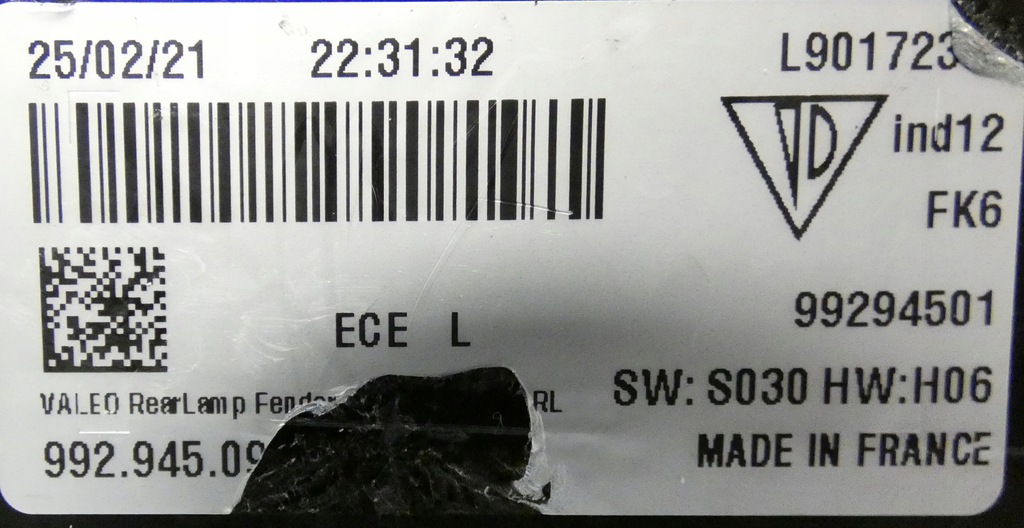 25/02/21 22:31:32 L901723
ind12
FK6
99294501
ECE L
SW: S030 HW:H06
VALEO RearLamp RL
992.945.09
MADE IN FRANCE